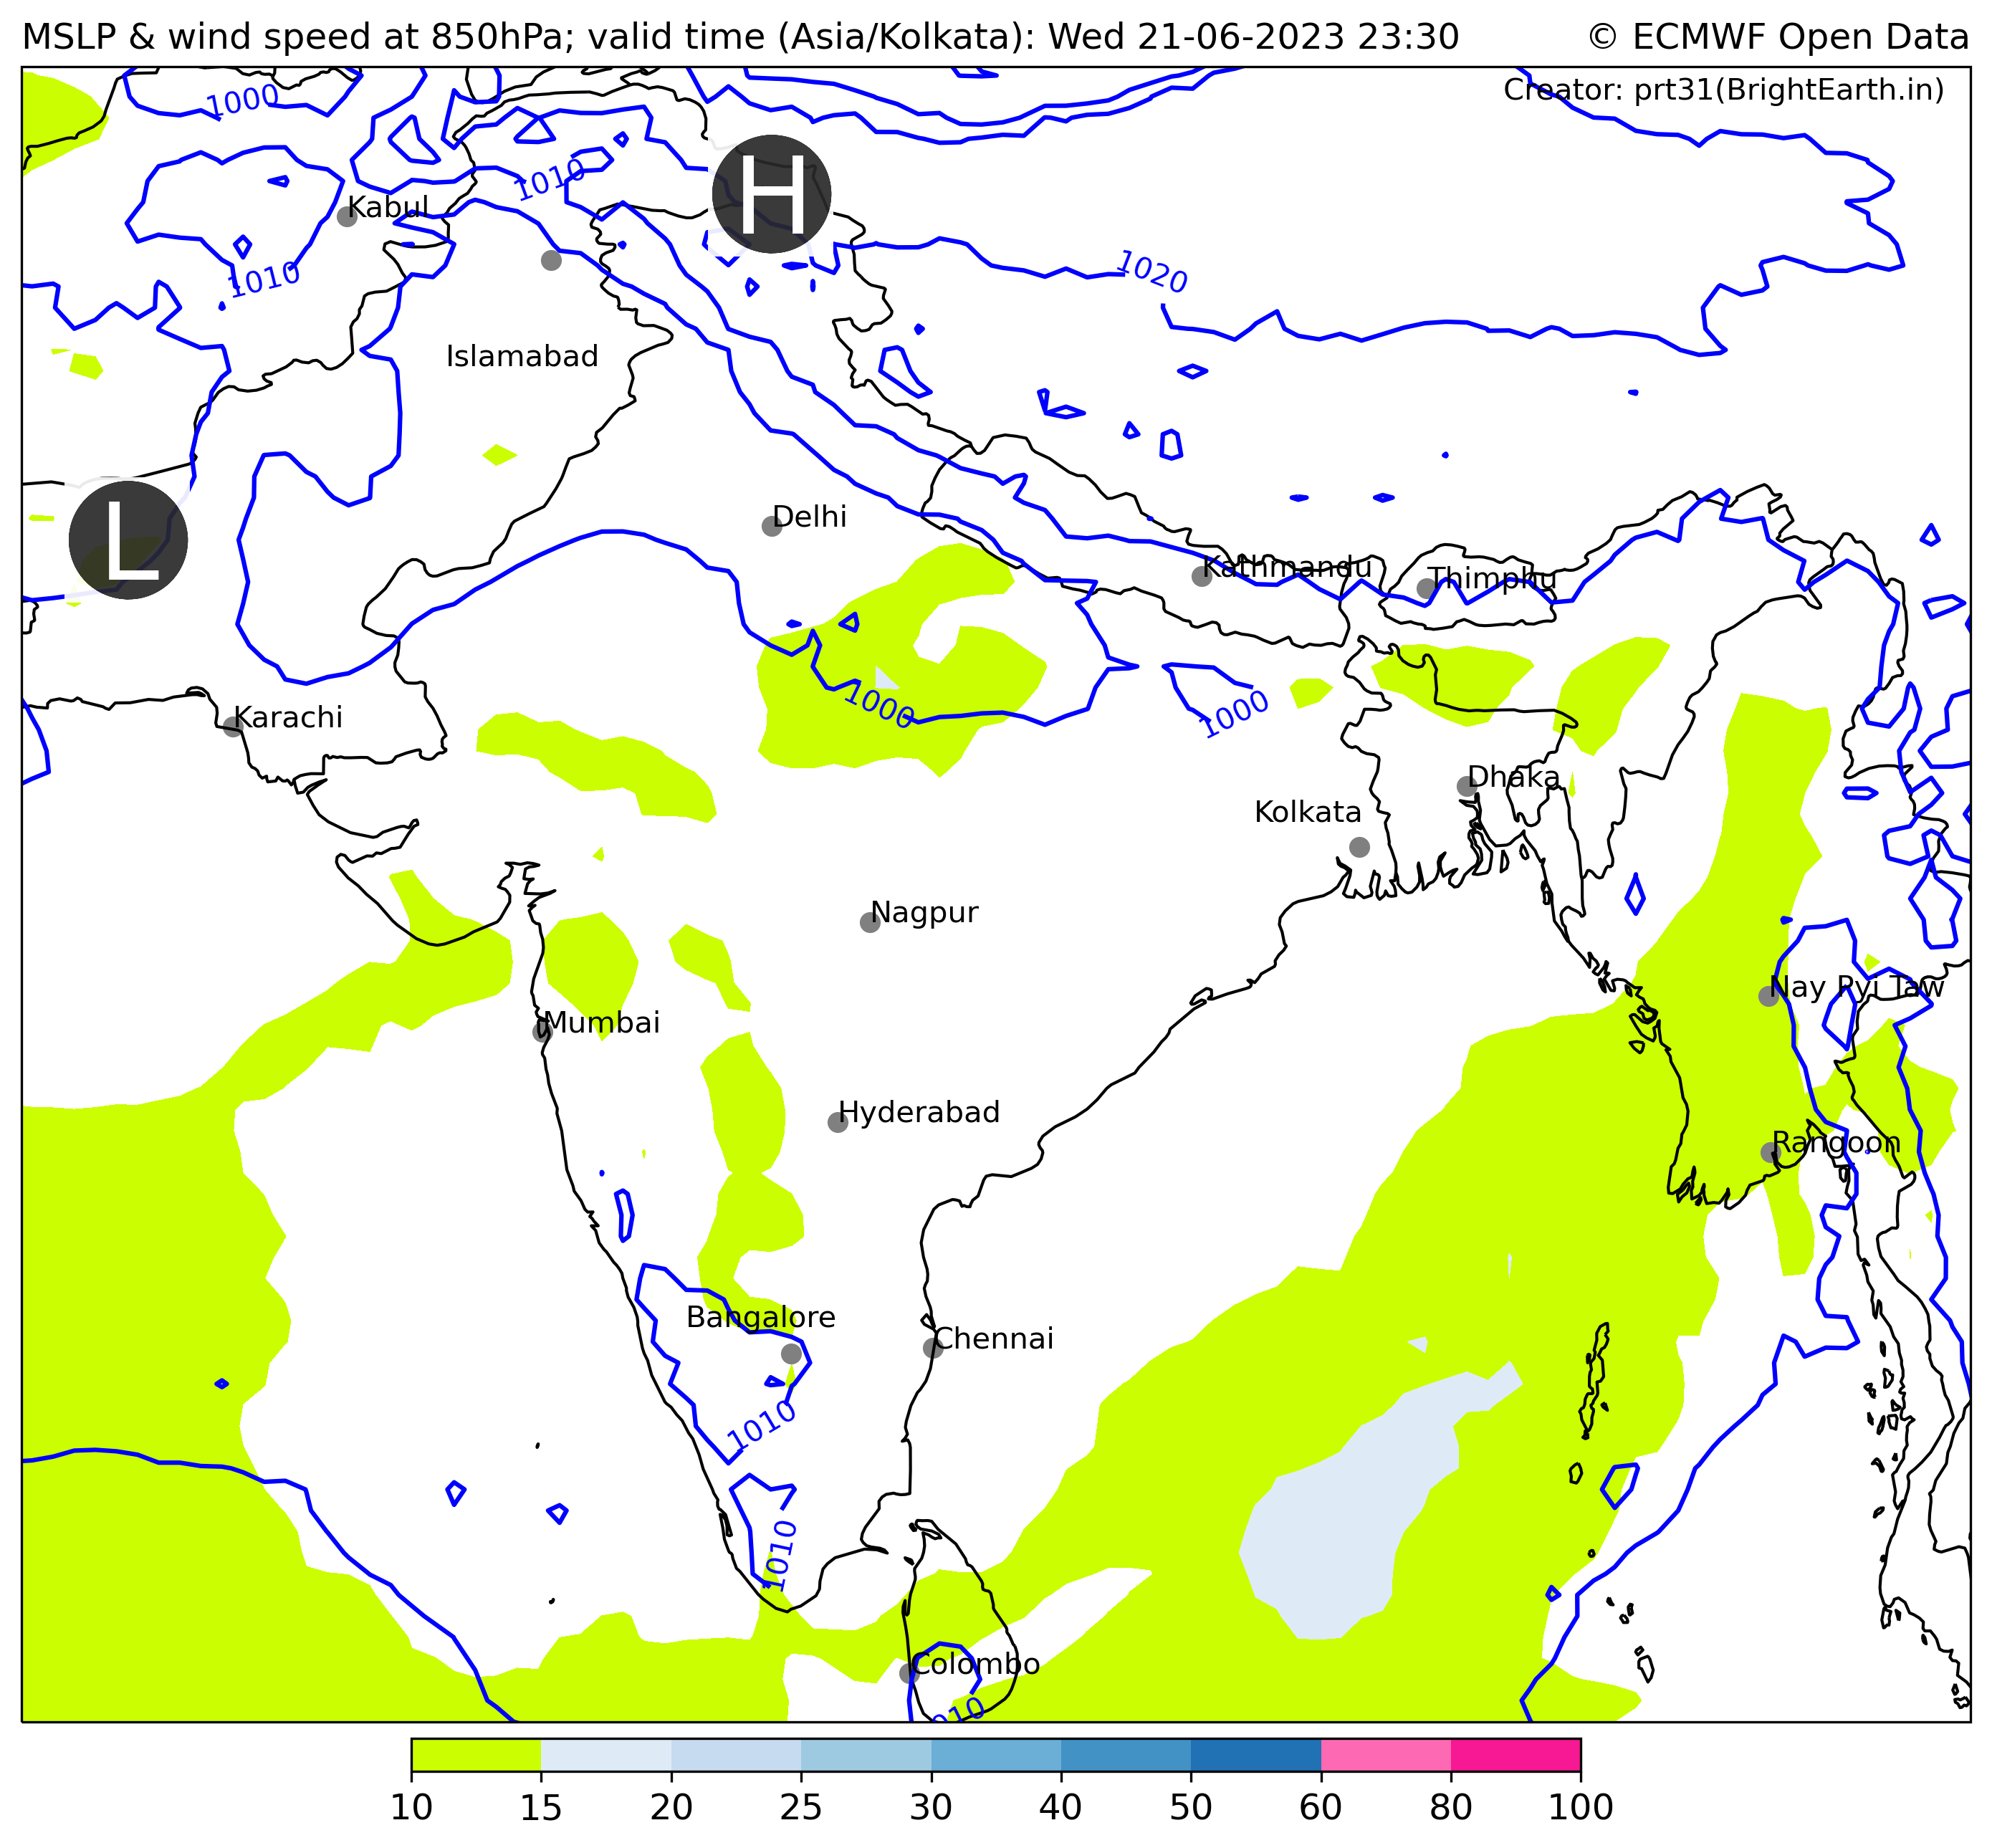 MSLP & wind speed at 850hPa; valid time (Asia/Kolkata): Wed 21-06-2023 23:30
© ECMWF Open Data
Creator: prt31(BrightEarth.in)
1000
H
1010
Kabul
1010
1020
Islamabad
L
Delhi
Kathmandu
Thimphu
1000
1000
Karachi
Dhaka
Kolkata
Nagpur
Nay Pyi Taw
Mumbai
Hyderabad
Rangoon
Bangalore
Chennai
1010
1010
Colombo
010
10 15 20 25 30 40 50 60 80 100